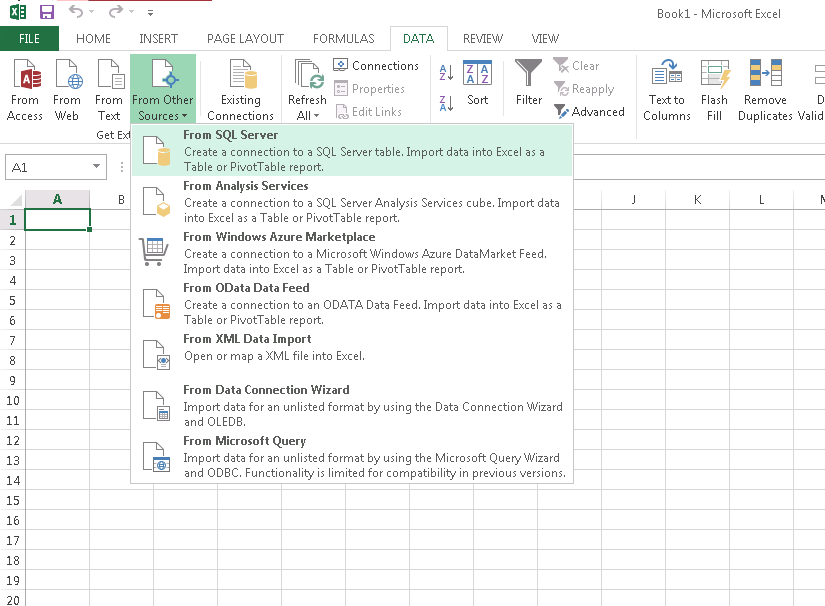 Book1 - Microsoft Excel
FILE HOME INSERT PAGE LAYOUT FORMULAS DATA REVIEW VIEW
From Access
From Web
From Text
From Other Sources
Existing Connections
Refresh All
Connections
Properties
Edit Links
Sort
Filter
Clear
Reapply
Advanced
Text to Columns
Flash Fill
Remove Duplicates
D
Valid
Get Ext
A1
From SQL Server
Create a connection to a SQL Server table. Import data into Excel as a
Table or PivotTable report.
From Analysis Services
Create a connection to a SQL Server Analysis Services cube. Import data
into Excel as a Table or PivotTable report.
From Windows Azure Marketplace
Create a connection to a Microsoft Windows Azure DataMarket Feed.
Import data into Excel as a Table or PivotTable report.
From OData Data Feed
Create a connection to an ODATA Data Feed. Import data into Excel as a
Table or PivotTable report.
From XML Data Import
Open or map a XML file into Excel.
From Data Connection Wizard
Import data for an unlisted format by using the Data Connection Wizard
and OLEDB.
From Microsoft Query
Import data for an unlisted format by using the Microsoft Query Wizard
and ODBC. Functionality is limited for compatibility in previous versions.
A B J K L
1
2
3
4
5
6
7
8
9
10
11
12
13
14
15
16
17
18
19
20